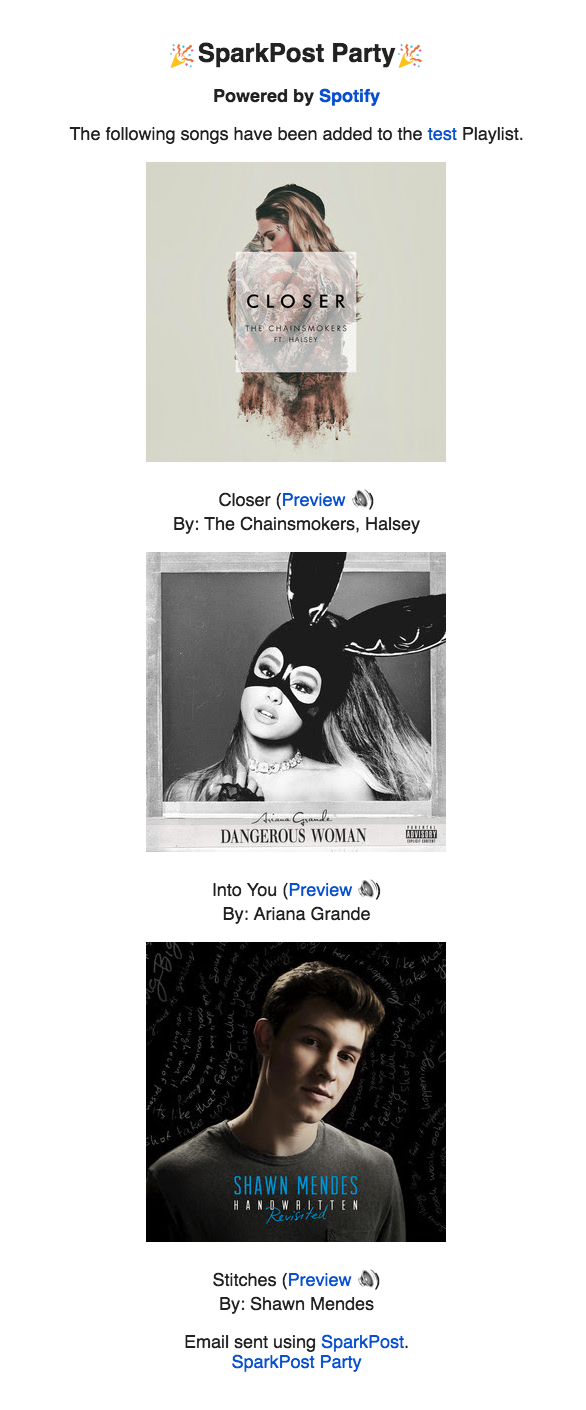 🎉SparkPost Party🎉
Powered by Spotify
The following songs have been added to the test Playlist.
CLOSER
THE CHAINSMOKERS
FT. HALSEY
Closer (Preview 🔊)
By: The Chainsmokers, Halsey
Ariana Grande
DANGEROUS WOMAN
PARENTAL
ADVISORY
EXPLICIT CONTENT
Into You (Preview 🔊)
By: Ariana Grande
SHAWN MENDES
HANDWRITTEN
Revisited
Stitches (Preview 🔊)
By: Shawn Mendes
Email sent using SparkPost.
SparkPost Party